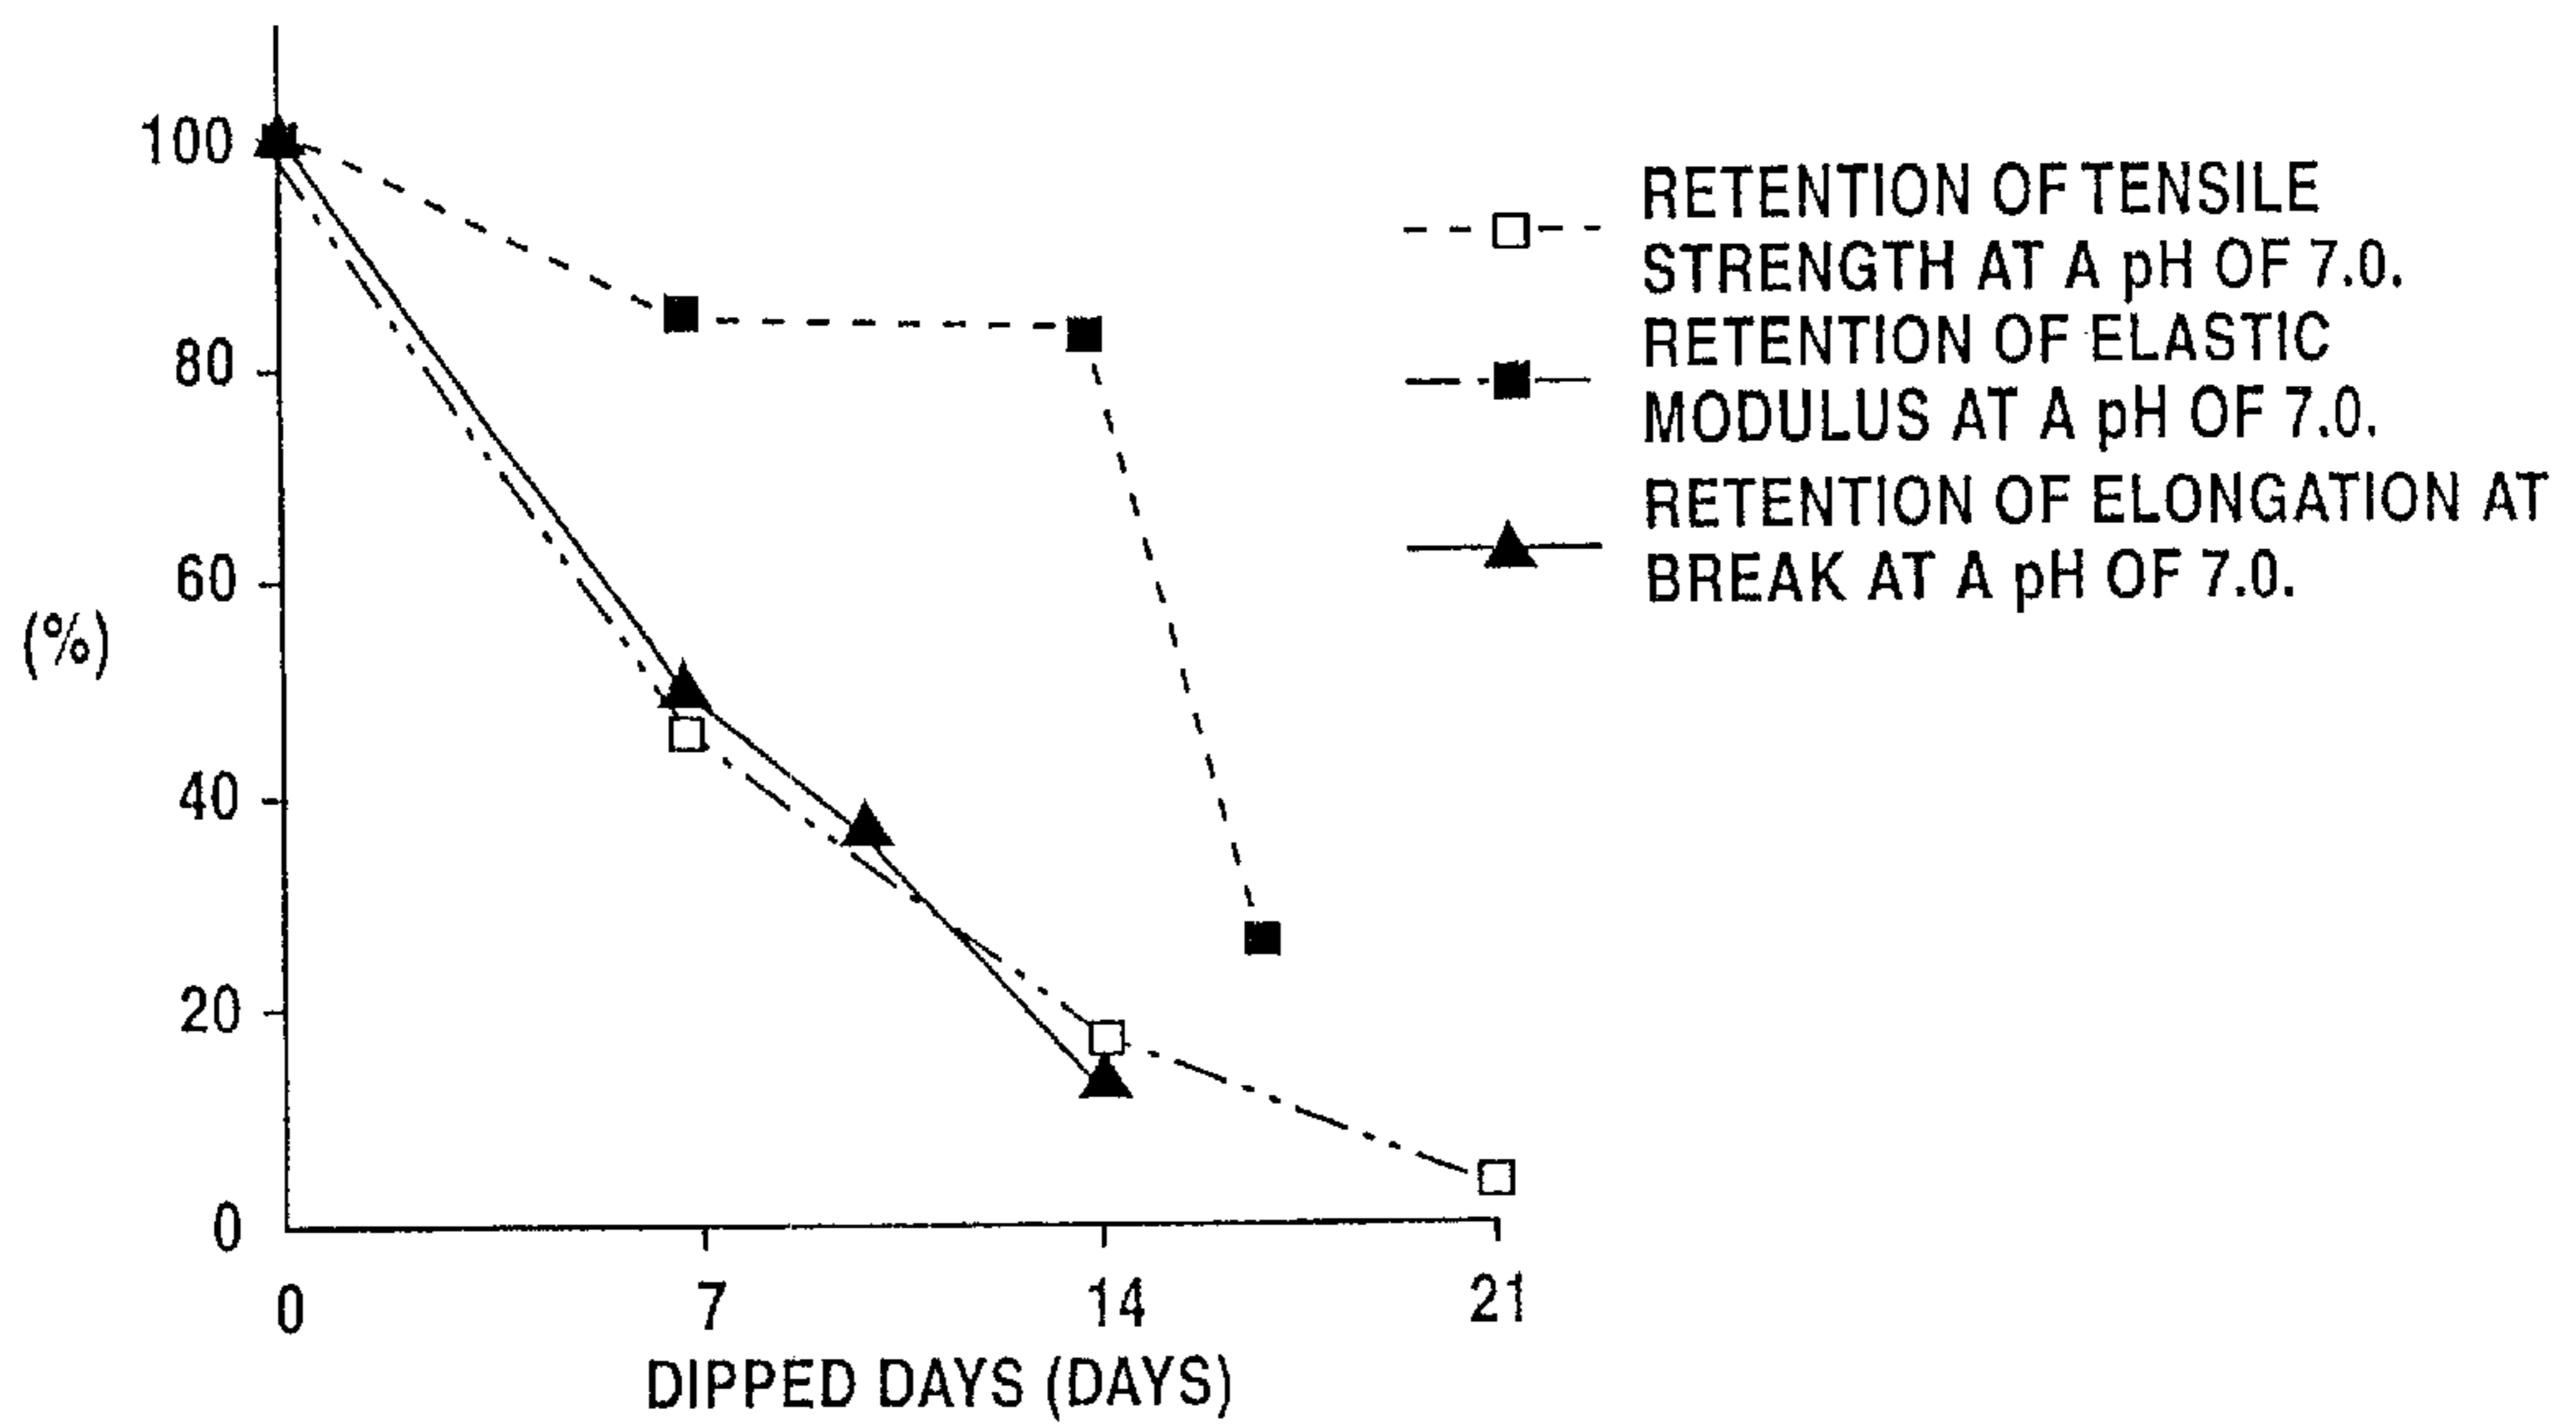 100
80
60
(%)
40
20
0
0 7 14 21
DIPPED DAYS (DAYS)
RETENTION OF TENSILE
STRENGTH AT A pH OF 7.0.
RETENTION OF ELASTIC
MODULUS AT A pH OF 7.0.
RETENTION OF ELONGATION AT
BREAK AT A pH OF 7.0.